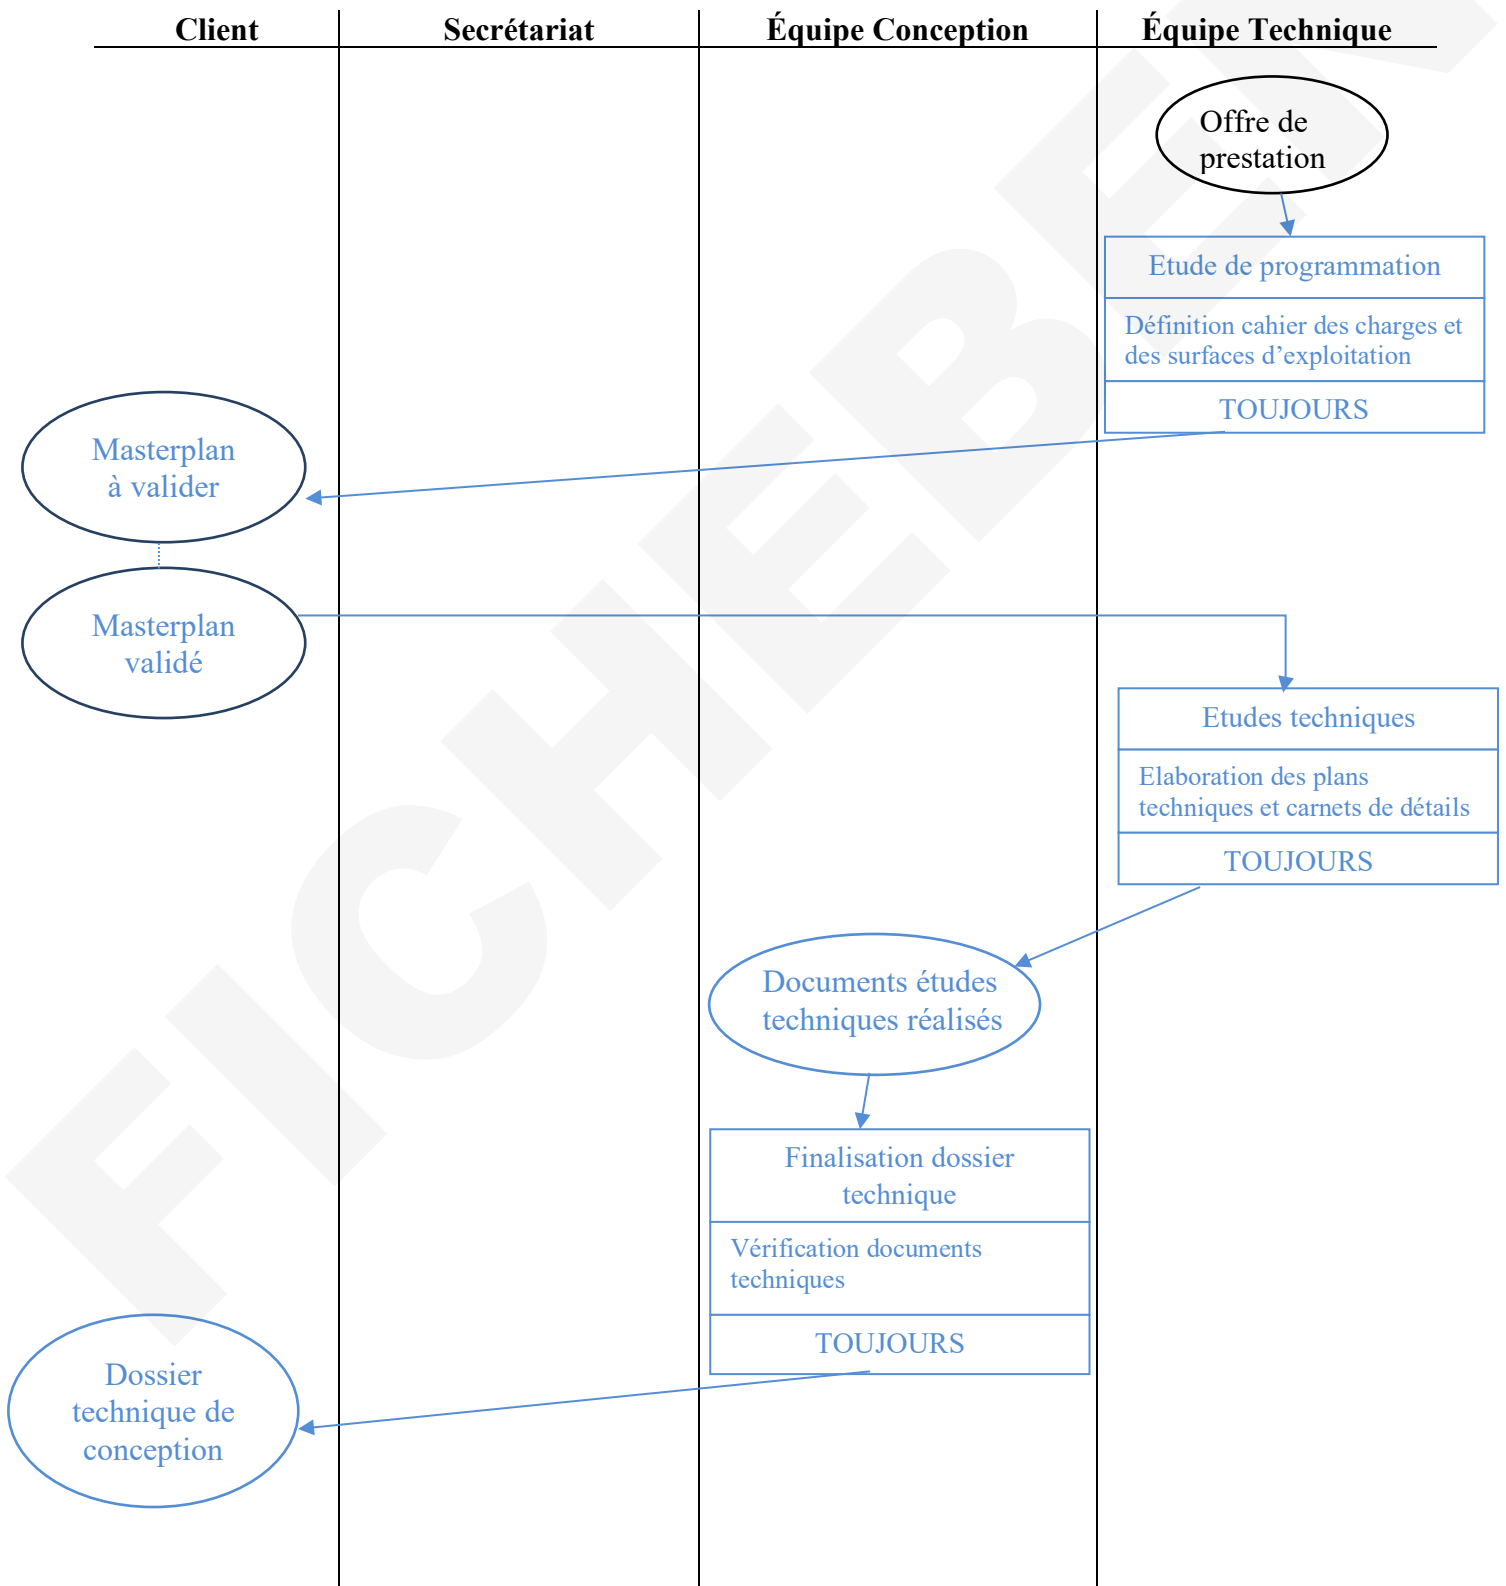 Client
Secrétariat
Équipe Conception
Équipe Technique
Offre de
prestation
Etude de programmation
Définition cahier des charges et
des surfaces d’exploitation
TOUJOURS
Masterplan
à valider
Masterplan
validé
Etudes techniques
Elaboration des plans
techniques et carnets de détails
TOUJOURS
Documents études
techniques réalisés
Finalisation dossier
technique
Vérification documents
techniques
TOUJOURS
Dossier
technique de
conception
FICHEBEN